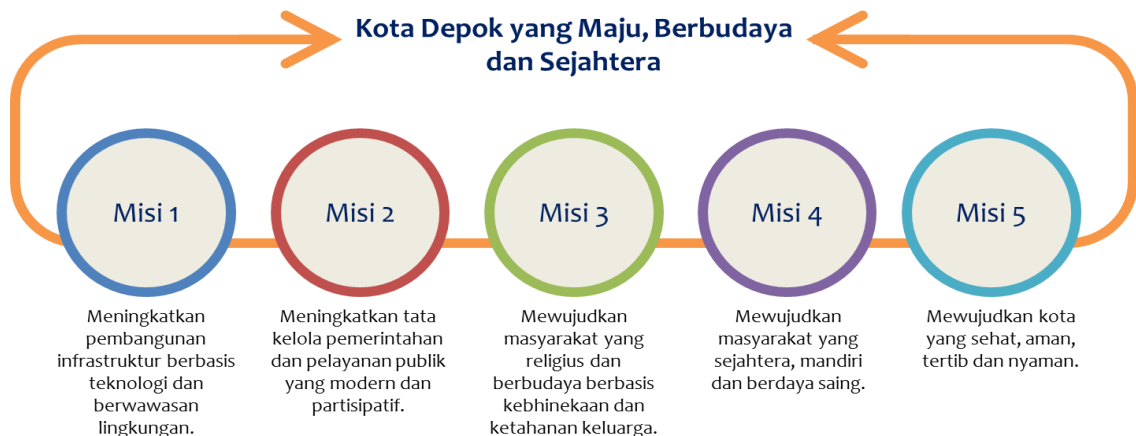 Kota Depok yang Maju, Berbudaya
dan Sejahtera
Misi 1
Misi 2
Misi 3
Misi 4
Misi 5
Meningkatkan
pembangunan
infrastruktur berbasis
teknologi dan
berwawasan
lingkungan.
Meningkatkan tata
kelola pemerintahan
dan pelayanan publik
yang modern dan
partisipatif.
Mewujudkan
masyarakat yang
religius dan
berbudaya berbasis
kebhinekaan dan
ketahanan keluarga.
Mewujudkan
masyarakat yang
sejahtera, mandiri
dan berdaya saing.
Mewujudkan kota
yang sehat, aman,
tertib dan nyaman.